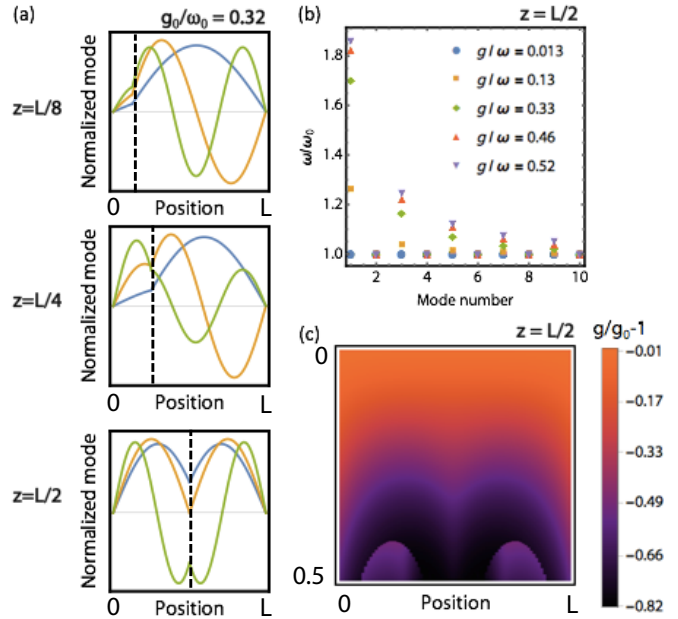 (a)
g₀/ω₀ = 0.32
z=L/8
Normalized mode
0
Position
L
z=L/4
Normalized mode
0
Position
L
z=L/2
Normalized mode
0
Position
L
(b)
z = L/2
ω/ω₀
1.8
1.6
1.4
1.2
1.0
g / ω = 0.013
g / ω = 0.13
g / ω = 0.33
g / ω = 0.46
g / ω = 0.52
2 4 6 8 10
Mode number
(c)
z = L/2
g/g₀-1
0
0.5
0
Position
L
−0.01
−0.17
−0.33
−0.49
−0.66
−0.82